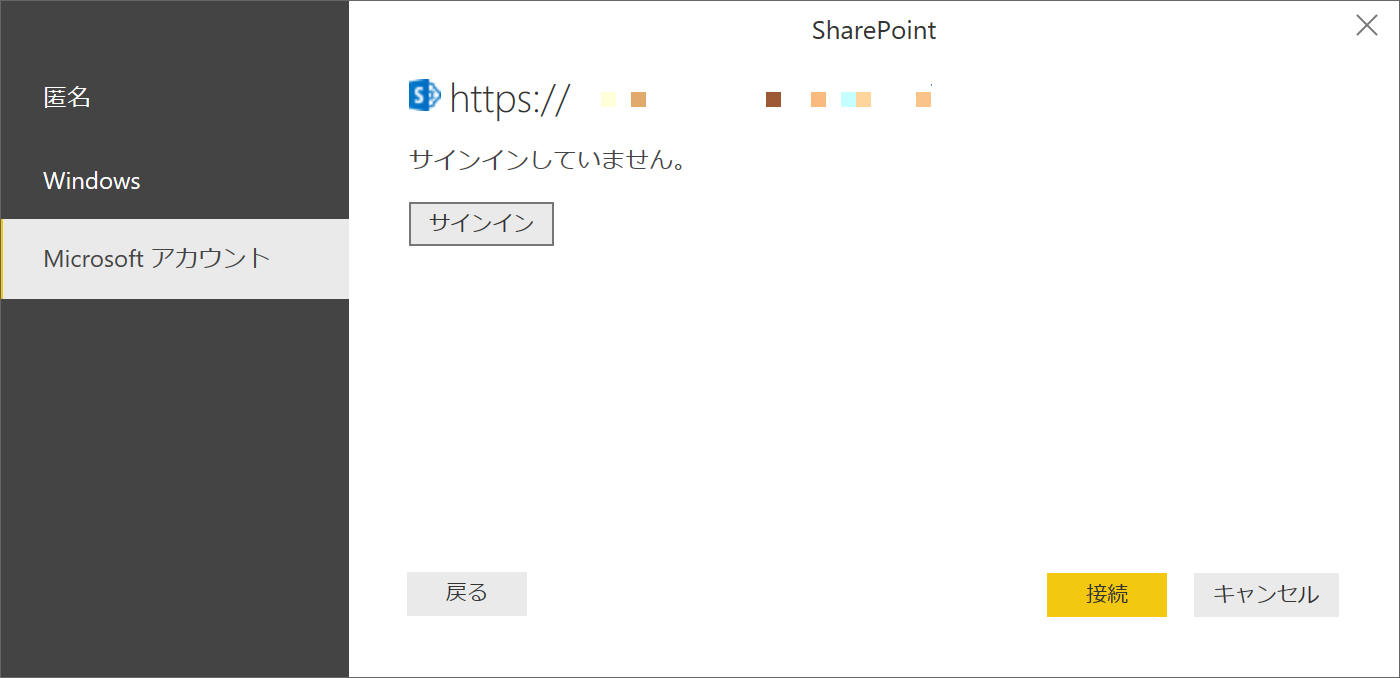 SharePoint
匿名
Windows
Microsoft アカウント
https://
サインインしていません。
サインイン
戻る
接続
キャンセル